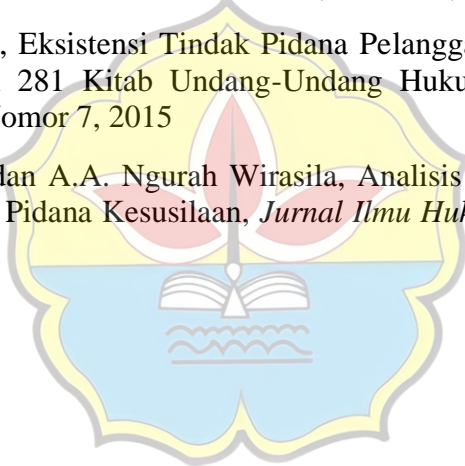 , Eksistensi Tindak Pidana Pelangga
281 Kitab Undang-Undang Huku
Nomor 7, 2015
dan A.A. Ngurah Wirasila, Analisis
Pidana Kesusilaan, Jurnal Ilmu Huk